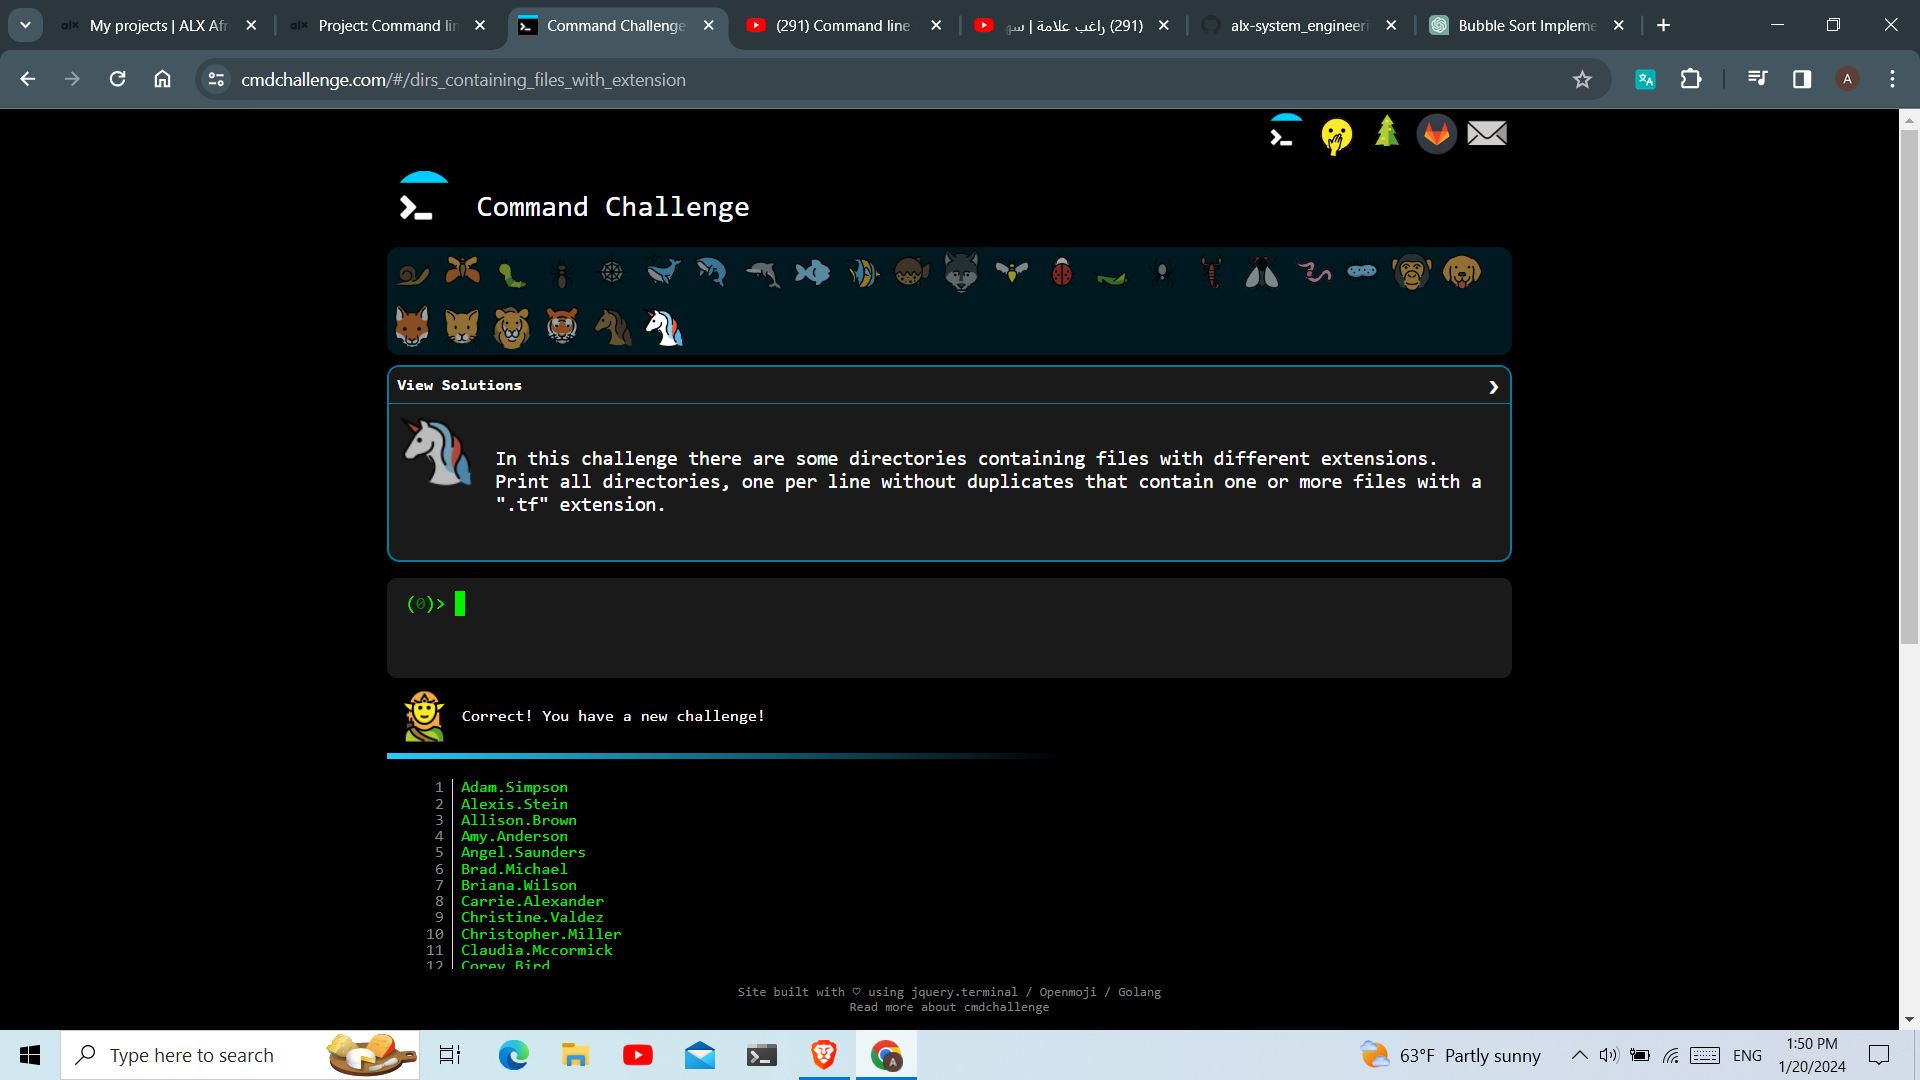 My projects | ALX Afr
Project: Command lin
Command Challenge
(291) Command line
(291) راغب علامة | سه
alx-system_engineeri
Bubble Sort Impleme
cmdchallenge.com/#/dirs_containing_files_with_extension
A
Command Challenge
View Solutions
In this challenge there are some directories containing files with different extensions.
Print all directories, one per line without duplicates that contain one or more files with a
".tf" extension.
(0)>
Correct! You have a new challenge!
1 Adam.Simpson
2 Alexis.Stein
3 Allison.Brown
4 Amy.Anderson
5 Angel.Saunders
6 Brad.Michael
7 Briana.Wilson
8 Carrie.Alexander
9 Christine.Valdez
10 Christopher.Miller
11 Claudia.Mccormick
12 Corey.Bird
Site built with ♡ using jquery.terminal / Openmoji / Golang
Read more about cmdchallenge
Type here to search
63°F Partly sunny
ENG
1:50 PM
1/20/2024